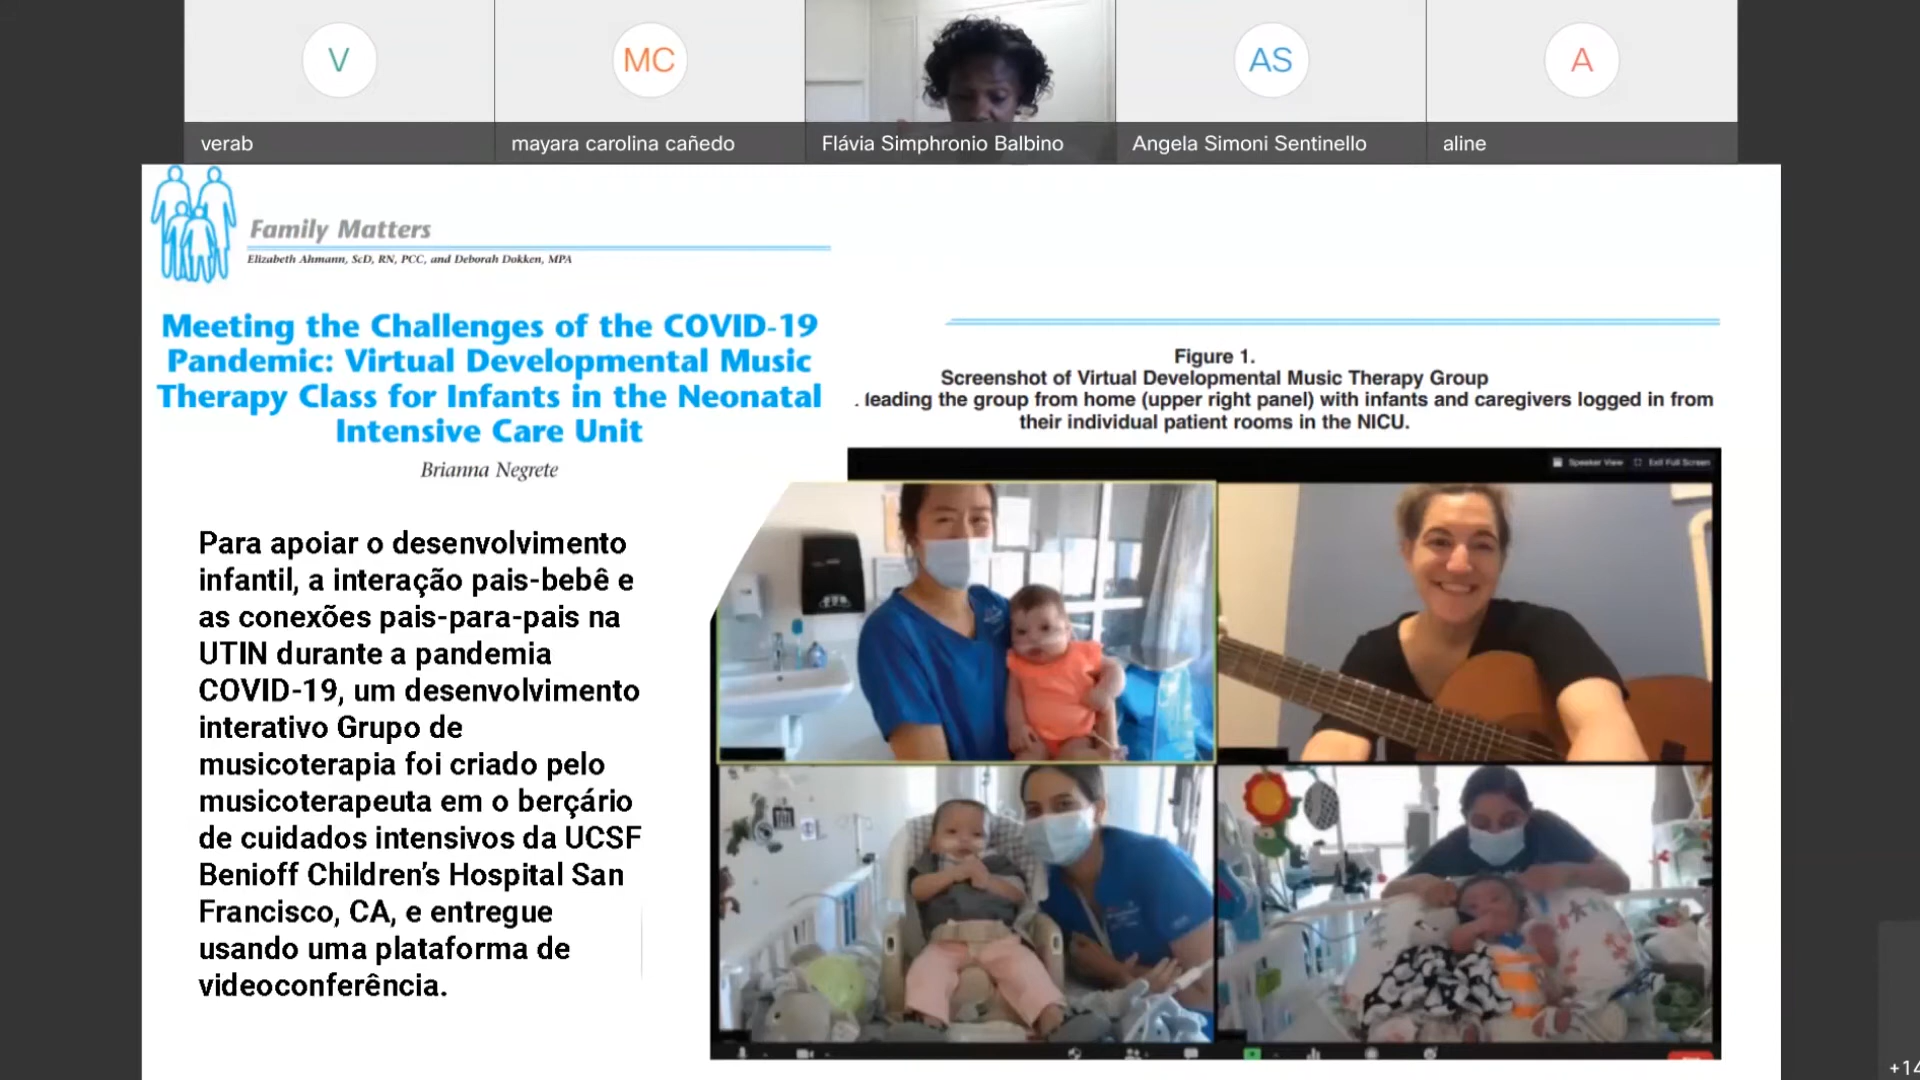 V
MC
AS
A
verab
mayara carolina cañedo
Flávia Simphronio Balbino
Angela Simoni Sentinello
aline
Family Matters
Elizabeth Ahmann, ScD, RN, PCC, and Deborah Dokken, MPA
Meeting the Challenges of the COVID-19
Pandemic: Virtual Developmental Music
Therapy Class for Infants in the Neonatal
Intensive Care Unit
Brianna Negrete
Para apoiar o desenvolvimento
infantil, a interação pais-bebê e
as conexões pais-para-pais na
UTIN durante a pandemia
COVID-19, um desenvolvimento
interativo Grupo de
musicoterapia foi criado pelo
musicoterapeuta em o berçário
de cuidados intensivos da UCSF
Benioff Children’s Hospital San
Francisco, CA, e entregue
usando uma plataforma de
videoconferência.
Figure 1.
Screenshot of Virtual Developmental Music Therapy Group
. leading the group from home (upper right panel) with infants and caregivers logged in from
their individual patient rooms in the NICU.
Speaker View Exit Full Screen
+14